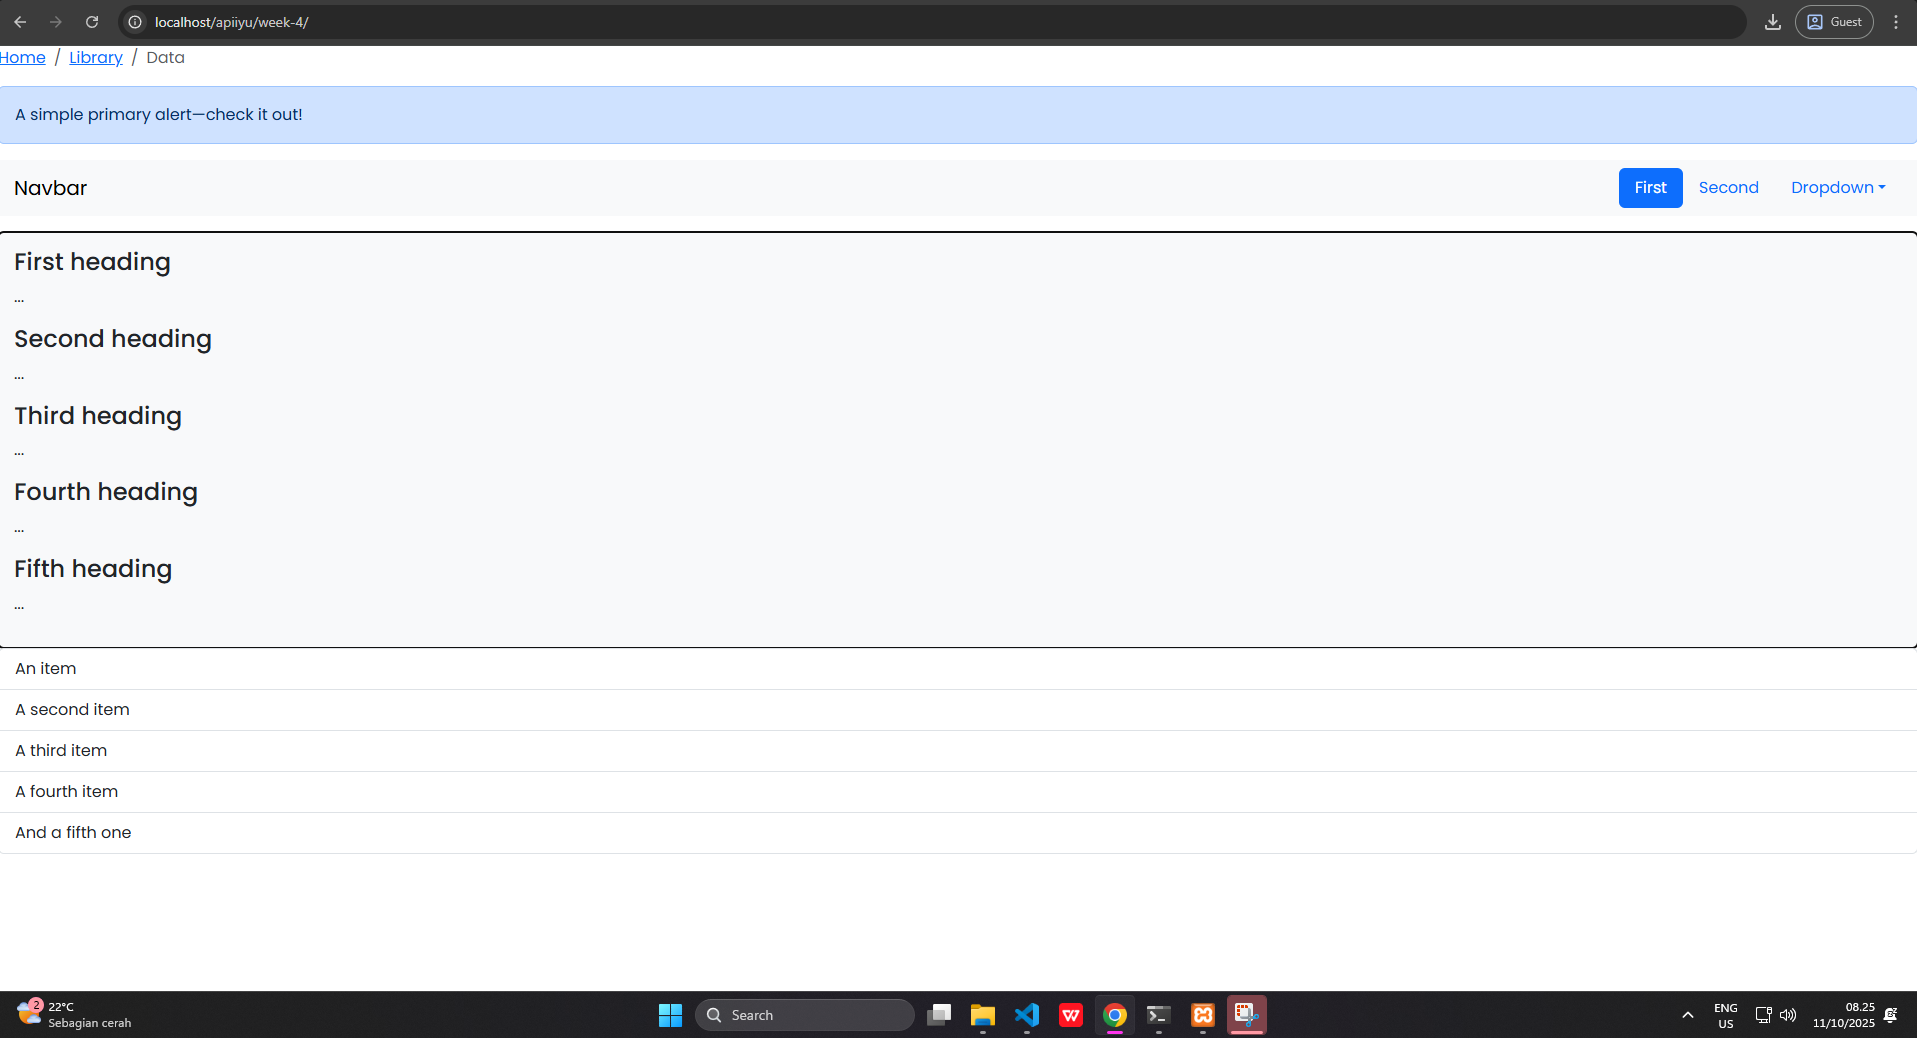 localhost/apiiyu/week-4/
Guest
Home / Library / Data
A simple primary alert—check it out!
Navbar
First
Second
Dropdown
First heading
...
Second heading
...
Third heading
...
Fourth heading
...
Fifth heading
...
An item
A second item
A third item
A fourth item
And a fifth one
2
22°C
Sebagian cerah
Search
W
ENG
US
08.25
11/10/2025